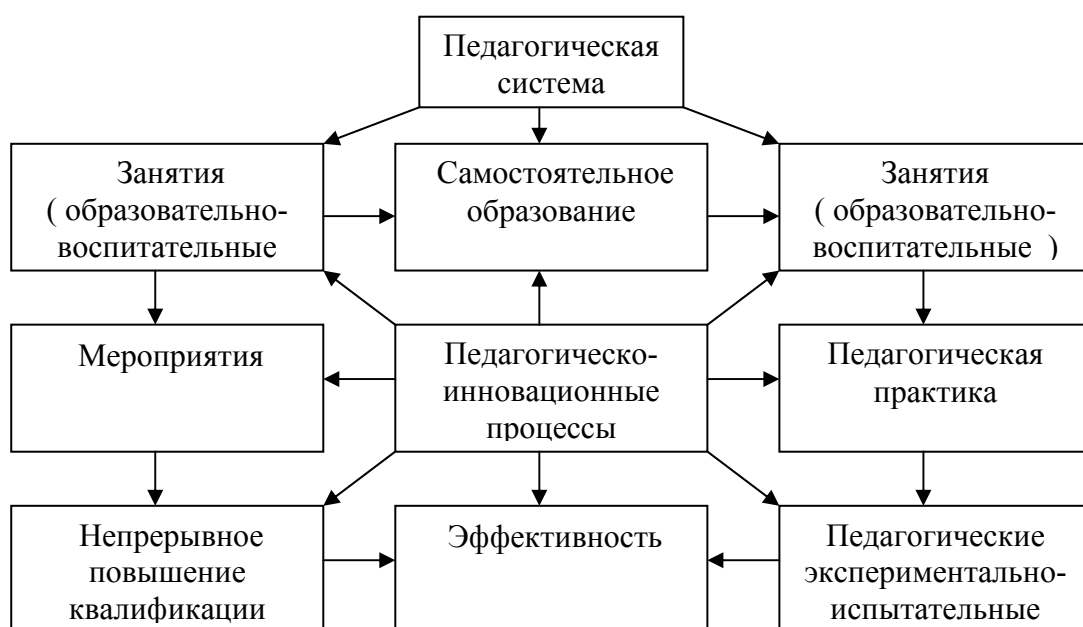 Педагогическая
система
Занятия
( образовательно-
воспитательные
Самостоятельное
образование
Занятия
( образовательно-
воспитательные )
Мероприятия
Педагогическо-
инновационные
процессы
Педагогическая
практика
Непрерывное
повышение
квалификации
Эффективность
Педагогические
экспериментально-
испытательные